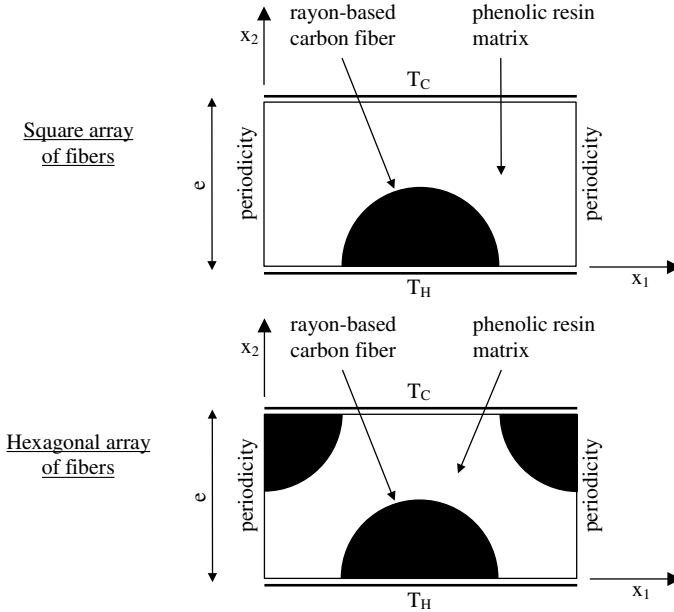 rayon-based
carbon fiber
phenolic resin
matrix
x2
TC
Square array
of fibers
e
periodicity
periodicity
TH
x1
rayon-based
carbon fiber
phenolic resin
matrix
x2
TC
Hexagonal array
of fibers
e
periodicity
periodicity
TH
x1